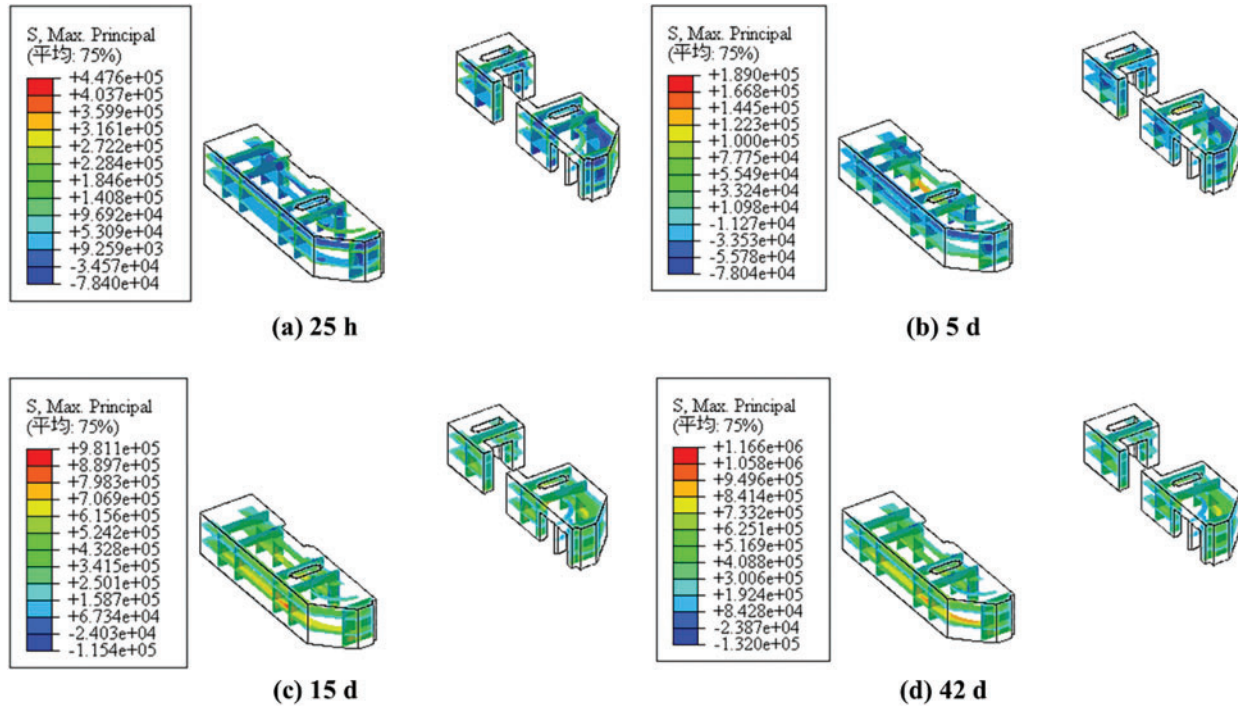 S, Max. Principal
(平均: 75%)
+4.476e+05
+4.037e+05
+3.599e+05
+3.161e+05
+2.722e+05
+2.284e+05
+1.846e+05
+1.408e+05
+9.692e+04
+5.309e+04
+9.259e+03
-3.457e+04
-7.840e+04
(a) 25 h
S, Max. Principal
(平均: 75%)
+1.890e+05
+1.668e+05
+1.445e+05
+1.223e+05
+1.000e+05
+7.775e+04
+5.549e+04
+3.324e+04
+1.098e+04
-1.127e+04
-3.353e+04
-5.578e+04
-7.804e+04
(b) 5 d
S, Max. Principal
(平均: 75%)
+9.811e+05
+8.897e+05
+7.983e+05
+7.069e+05
+6.156e+05
+5.242e+05
+4.328e+05
+3.415e+05
+2.501e+05
+1.587e+05
+6.734e+04
-2.403e+04
-1.154e+05
(c) 15 d
S, Max. Principal
(平均: 75%)
+1.166e+06
+1.058e+06
+9.496e+05
+8.414e+05
+7.332e+05
+6.251e+05
+5.169e+05
+4.088e+05
+3.006e+05
+1.924e+05
+8.428e+04
-2.387e+04
-1.320e+05
(d) 42 d